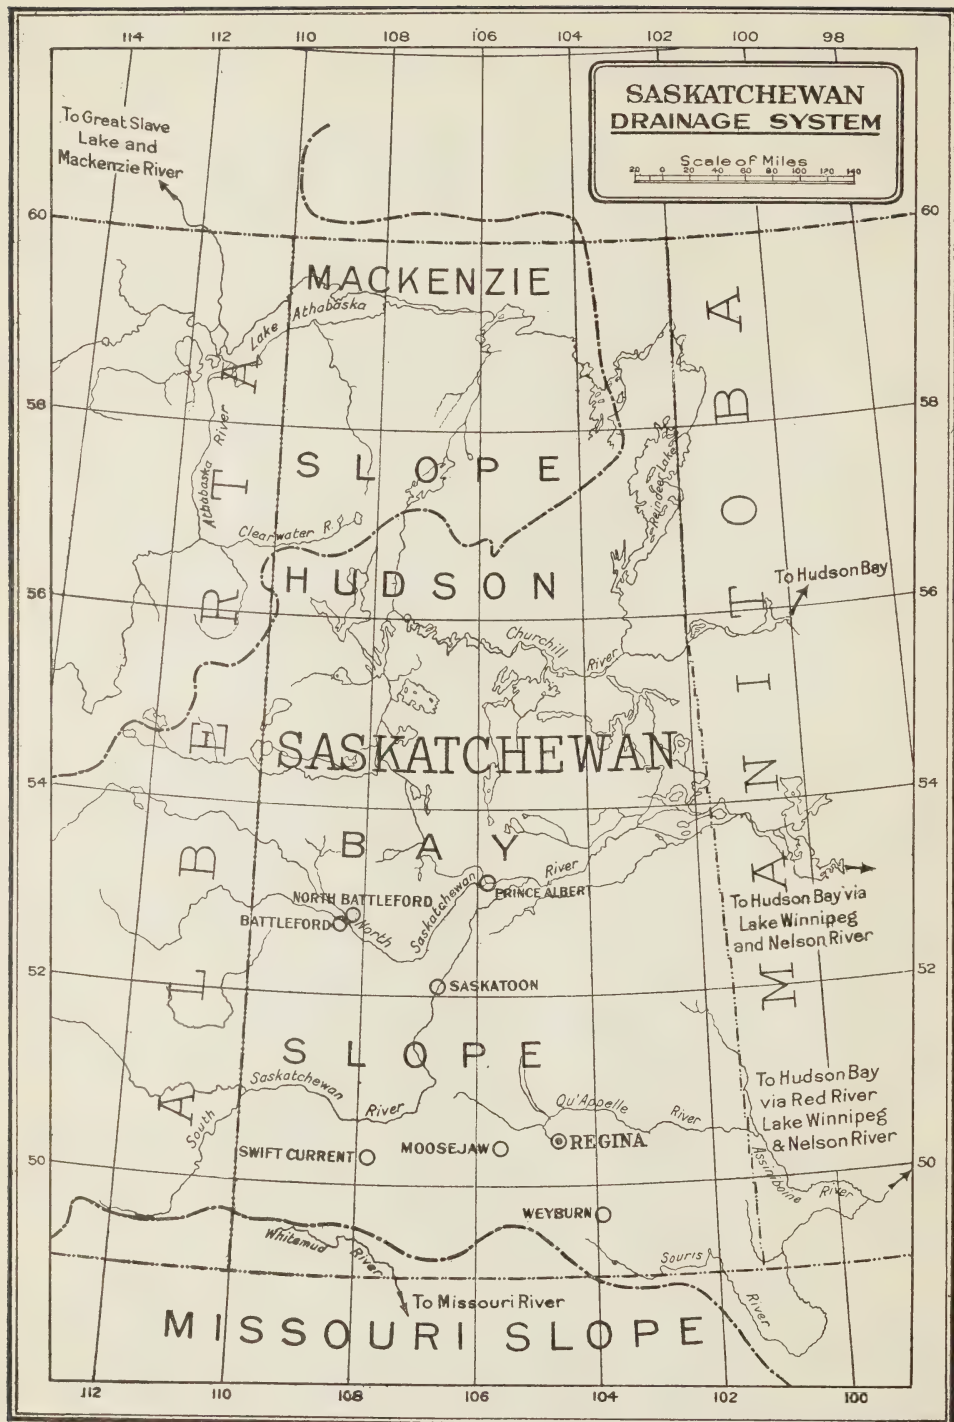 114 112 110 108 106 104 102 100 98
SASKATCHEWAN
DRAINAGE SYSTEM
Scale of Miles
20 0 20 40 60 80 100 120 140
To Great Slave
Lake and
Mackenzie River
60 60
MACKENZIE
Lake Athabaska
58 58
Athabaska River
SLOPE
Reindeer Lake
Clearwater R.
HUDSON
To Hudson Bay
56 56
Churchill River
SASKATCHEWAN
54 54
BAY
ALBERTA
MANITOBA
River
PRINCE ALBERT
NORTH BATTLEFORD
BATTLEFORD
North Saskatchewan
To Hudson Bay via
Lake Winnipeg
and Nelson River
52 52
SASKATOON
SLOPE
South Saskatchewan River
Qu'Appelle River
To Hudson Bay
via Red River
Lake Winnipeg
& Nelson River
REGINA
MOOSEJAW
SWIFT CURRENT
50 50
Assiniboine River
WEYBURN
Whitemud River
Souris River
To Missouri River
MISSOURI SLOPE
112 110 108 106 104 102 100